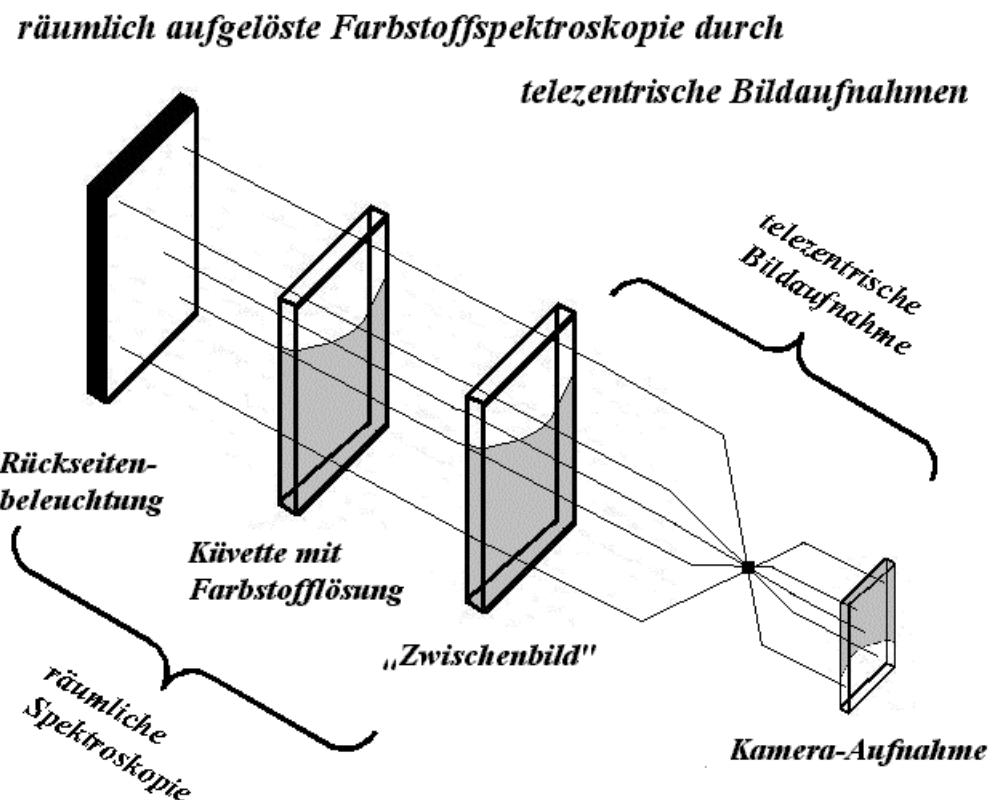 räumlich aufgelöste Farbstoffspektroskopie durch
telezentrische Bildaufnahmen
telezentrische
Bildaufnahme
Rückseiten-
beleuchtung
Küvette mit
Farbstofflösung
„Zwischenbild"
räumliche
Spektroskopie
Kamera-Aufnahme